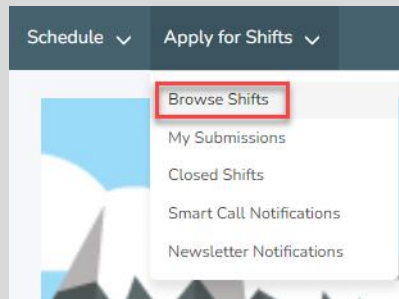 Schedule Apply for Shifts
Browse Shifts
My Submissions
Closed Shifts
Smart Call Notifications
Newsletter Notifications